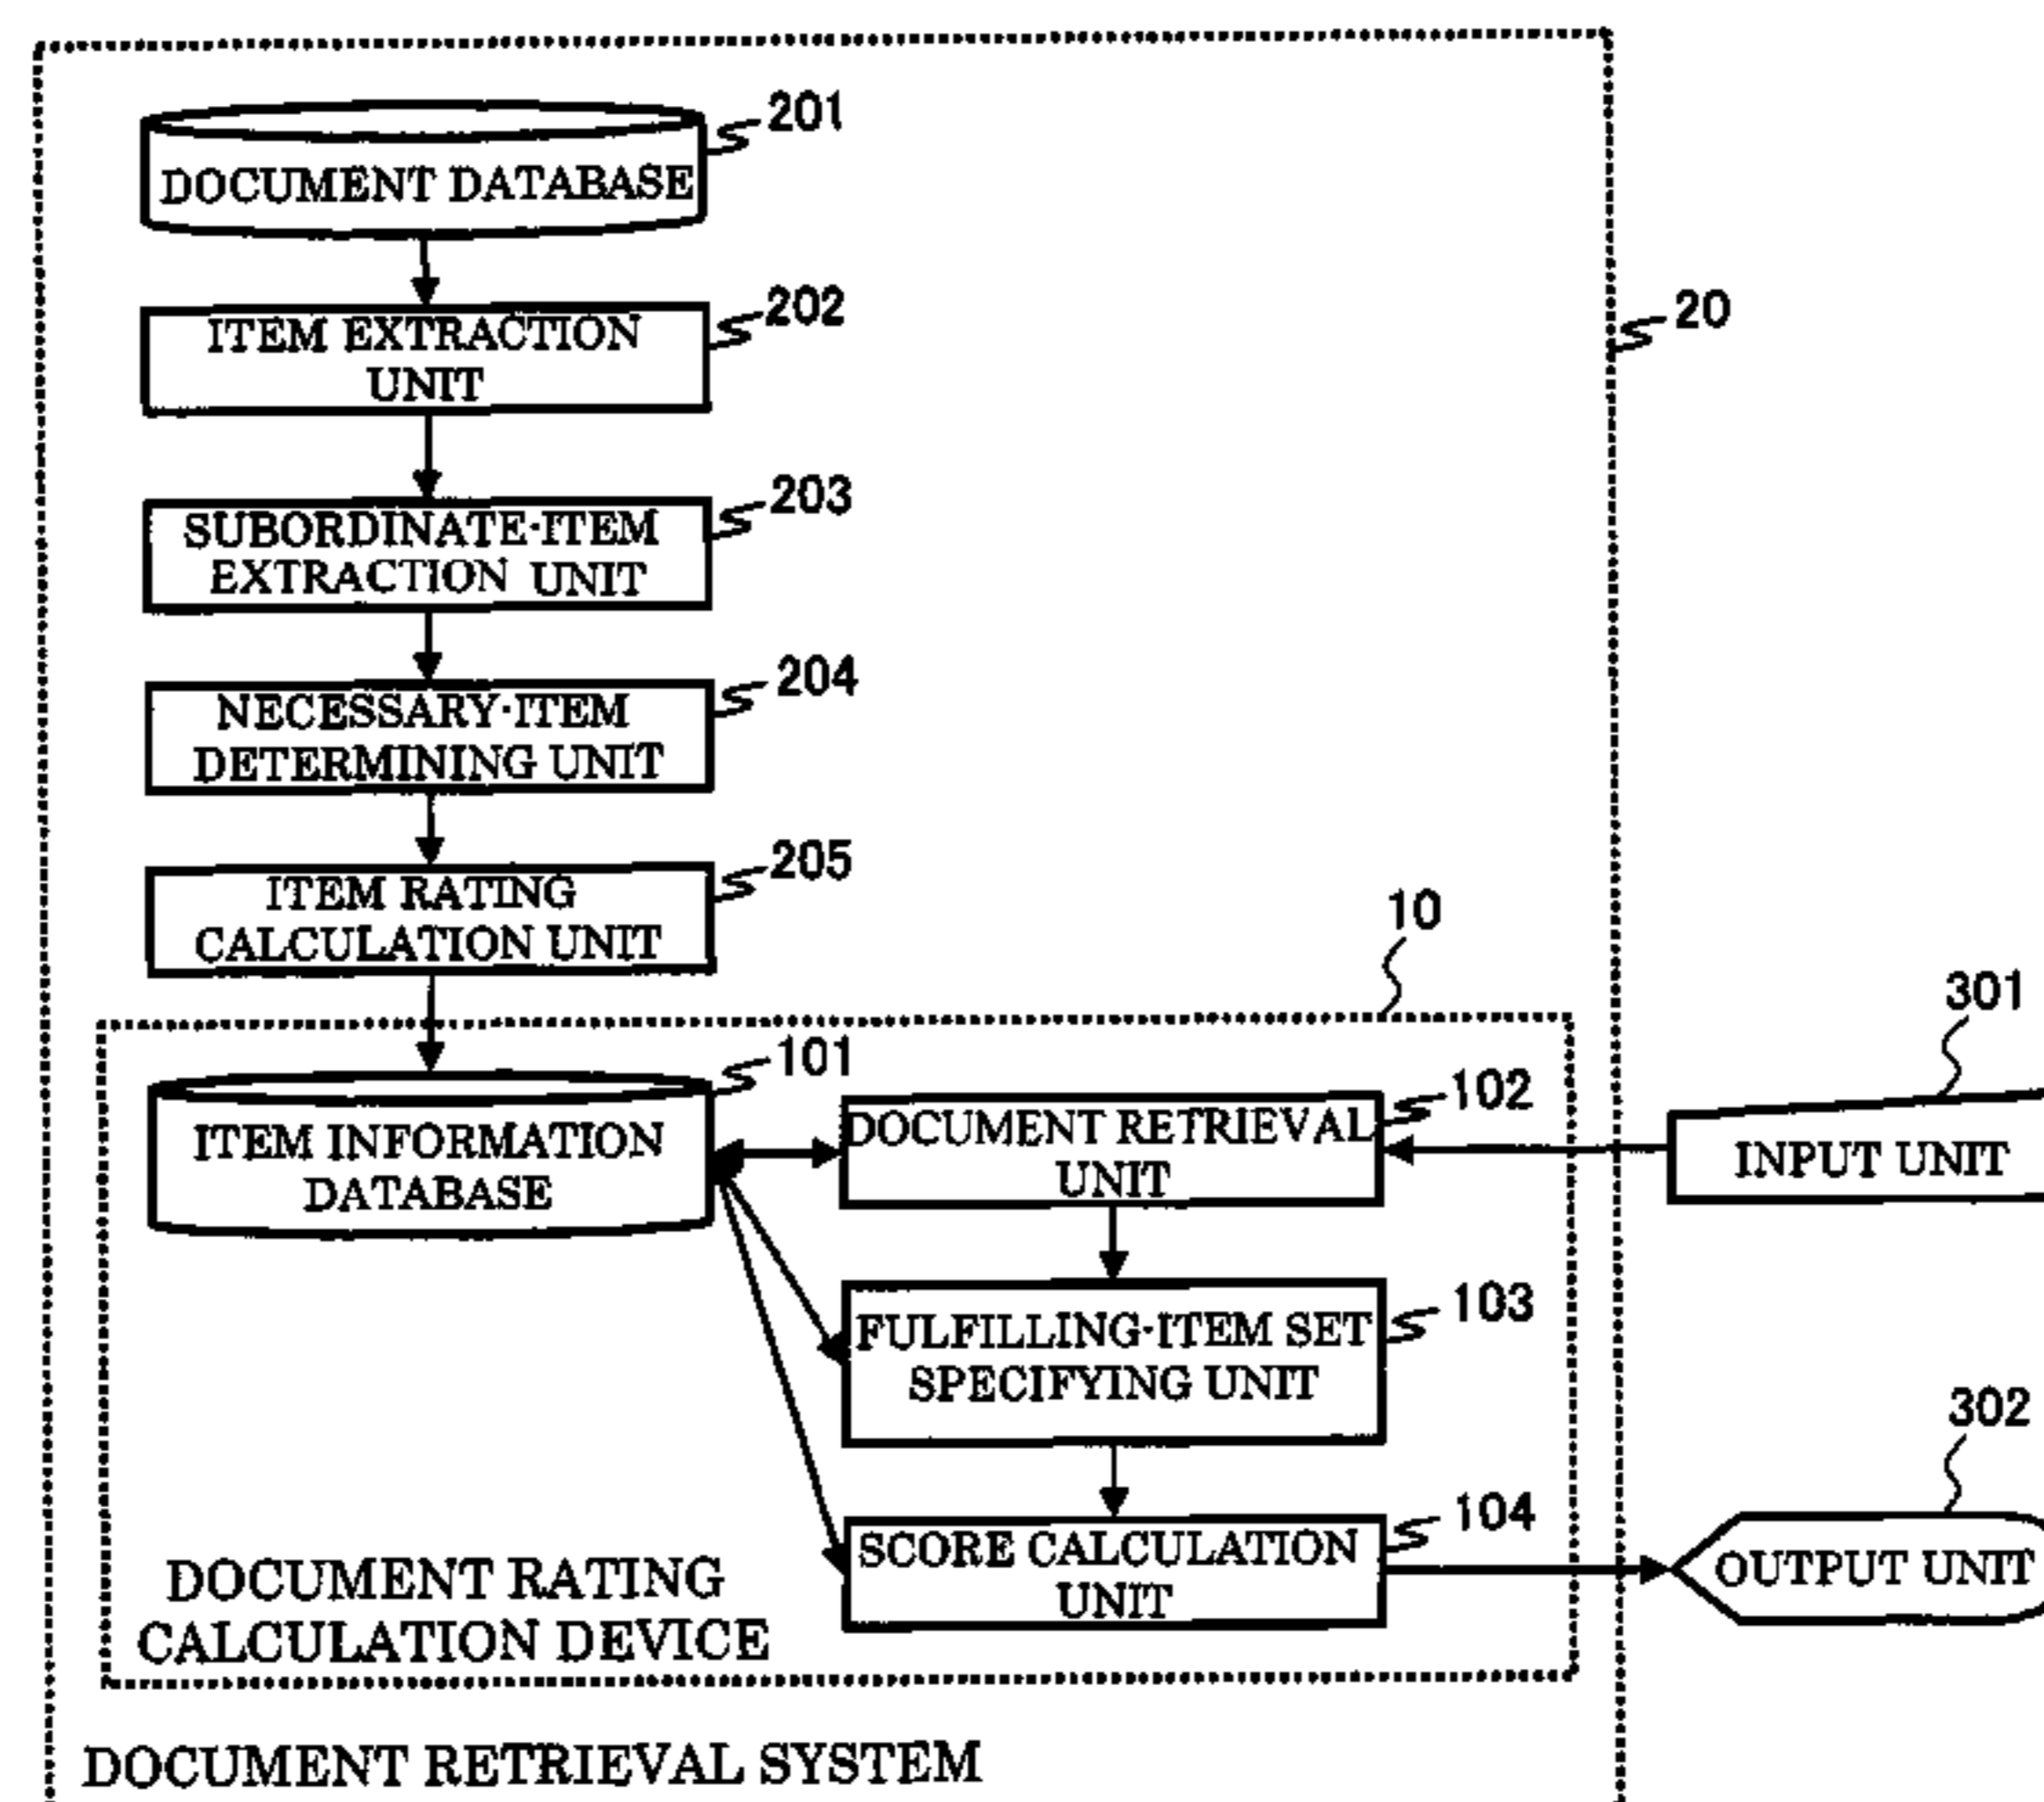 201
DOCUMENT DATABASE
202
ITEM EXTRACTION
UNIT
20
203
SUBORDINATE-ITEM
EXTRACTION UNIT
204
NECESSARY-ITEM
DETERMINING UNIT
205
ITEM RATING
CALCULATION UNIT
10
301
101
ITEM INFORMATION
DATABASE
102
DOCUMENT RETRIEVAL
UNIT
INPUT UNIT
103
FULFILLING-ITEM SET
SPECIFYING UNIT
302
104
SCORE CALCULATION
UNIT
OUTPUT UNIT
DOCUMENT RATING
CALCULATION DEVICE
DOCUMENT RETRIEVAL SYSTEM